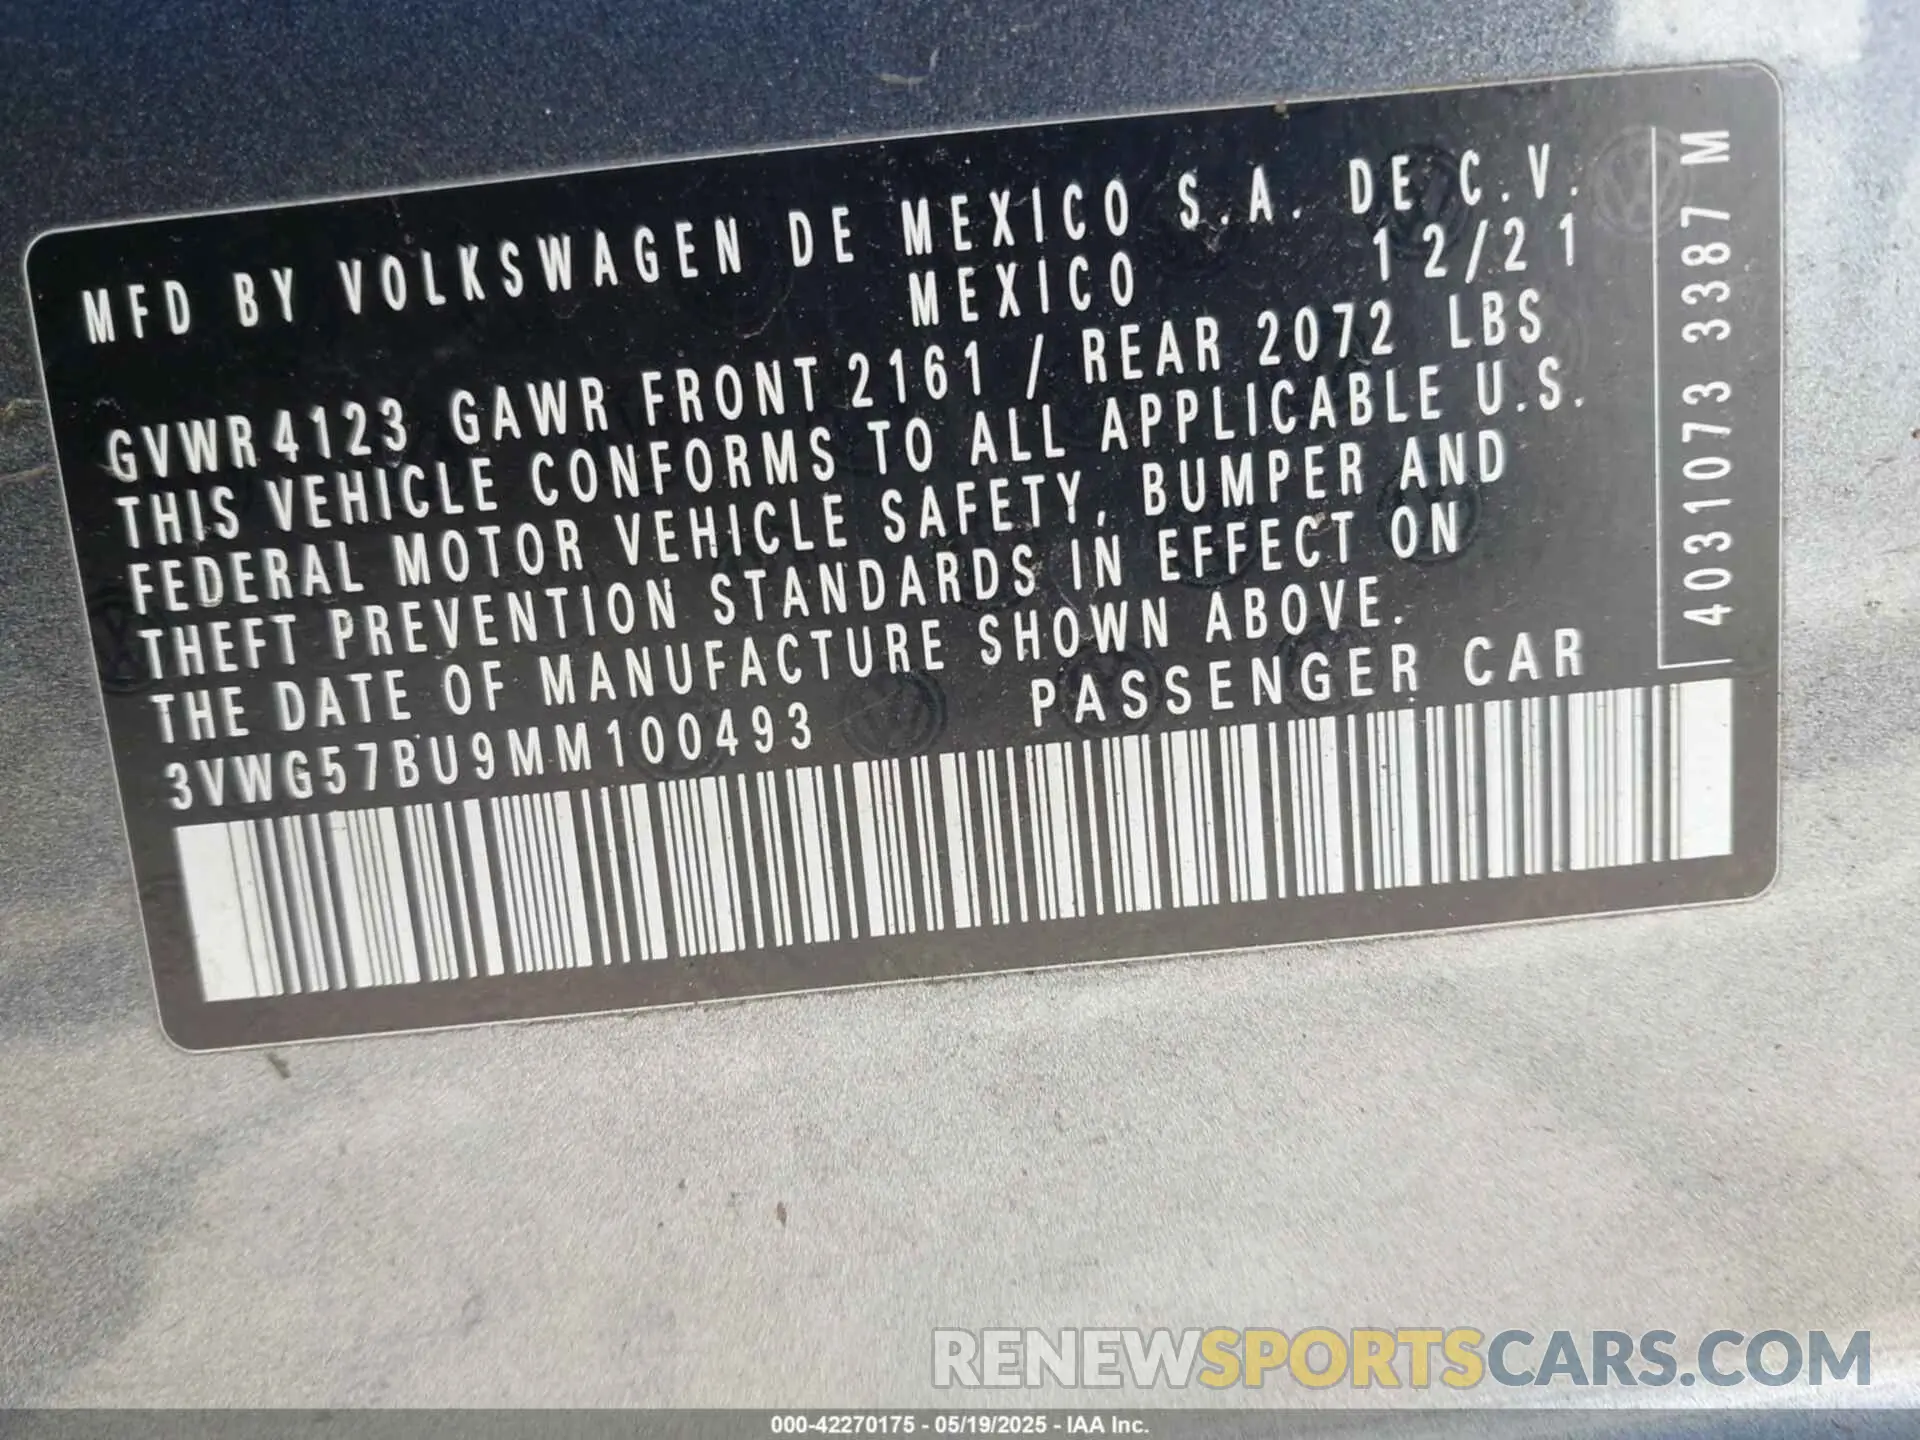 MFD BY VOLKSWAGEN DE MEXICO S.A. DE C.V.
MEXICO 12/21
GVWR 4123 GAWR FRONT 2161 / REAR 2072 LBS
THIS VEHICLE CONFORMS TO ALL APPLICABLE U.S.
FEDERAL MOTOR VEHICLE SAFETY, BUMPER AND
THEFT PREVENTION STANDARDS IN EFFECT ON
THE DATE OF MANUFACTURE SHOWN ABOVE.
3VWG57BU9MM100493 PASSENGER CAR
4031073 3387 M
RENEWSPORTSCARS.COM
000-42270175 - 05/19/2025 - IAA Inc.